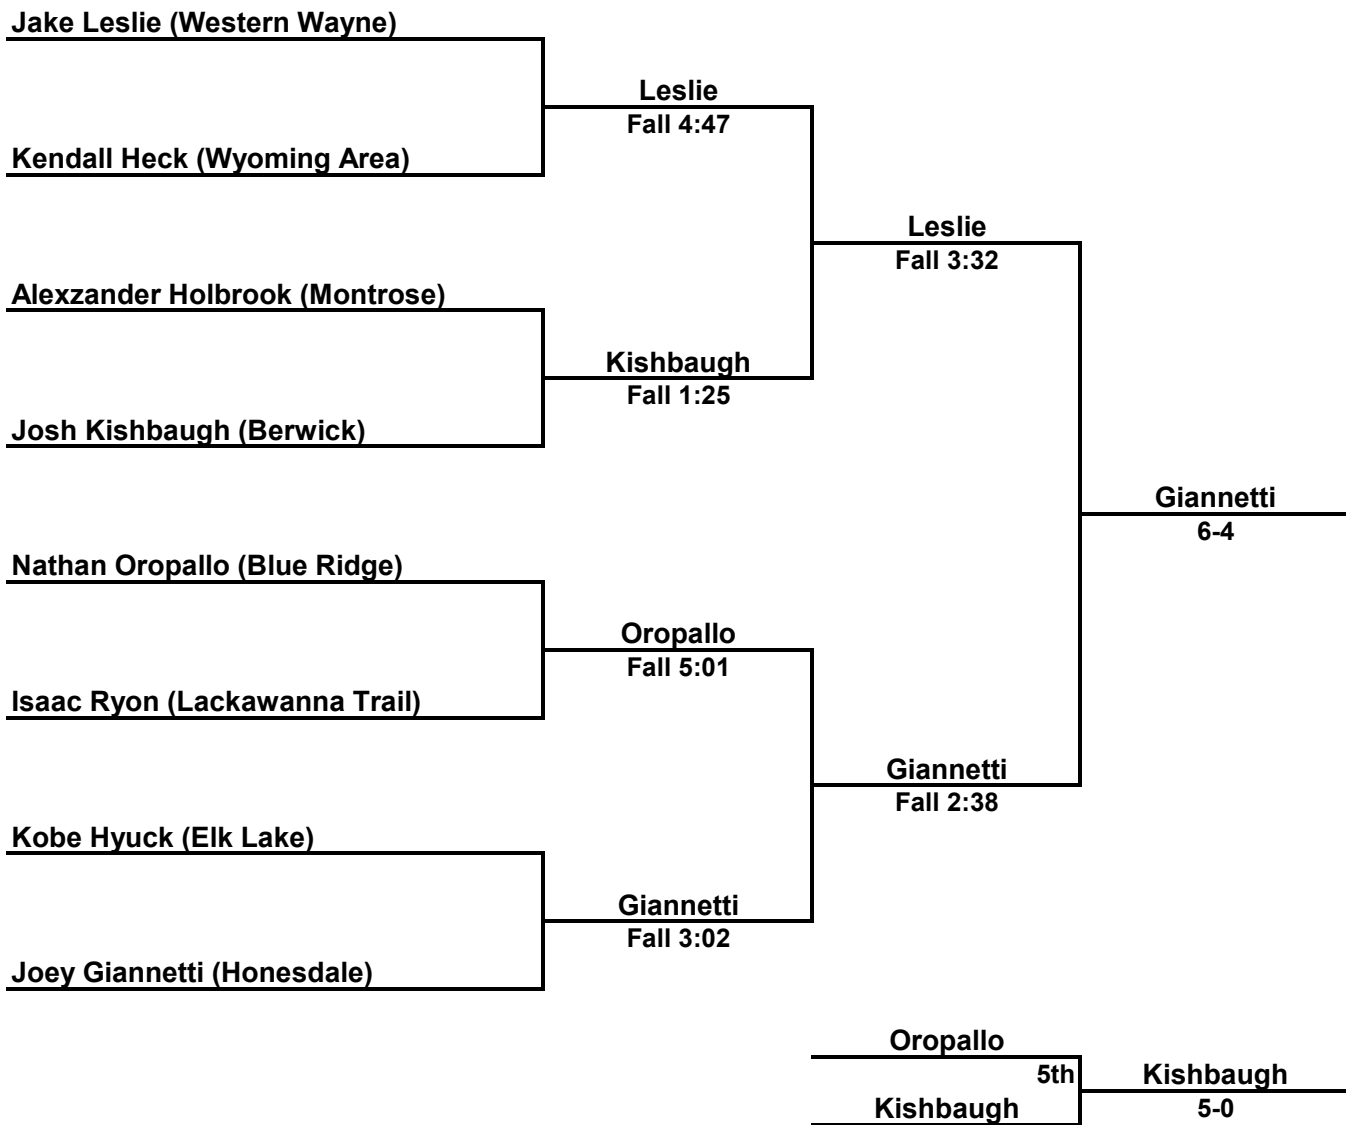 Jake Leslie (Western Wayne)
Leslie
Fall 4:47
Kendall Heck (Wyoming Area)
Leslie
Fall 3:32
Alexzander Holbrook (Montrose)
Kishbaugh
Fall 1:25
Josh Kishbaugh (Berwick)
Giannetti
6-4
Nathan Oropallo (Blue Ridge)
Oropallo
Fall 5:01
Isaac Ryon (Lackawanna Trail)
Giannetti
Fall 2:38
Kobe Hyuck (Elk Lake)
Giannetti
Fall 3:02
Joey Giannetti (Honesdale)
Oropallo
5th
Kishbaugh
Kishbaugh
5-0